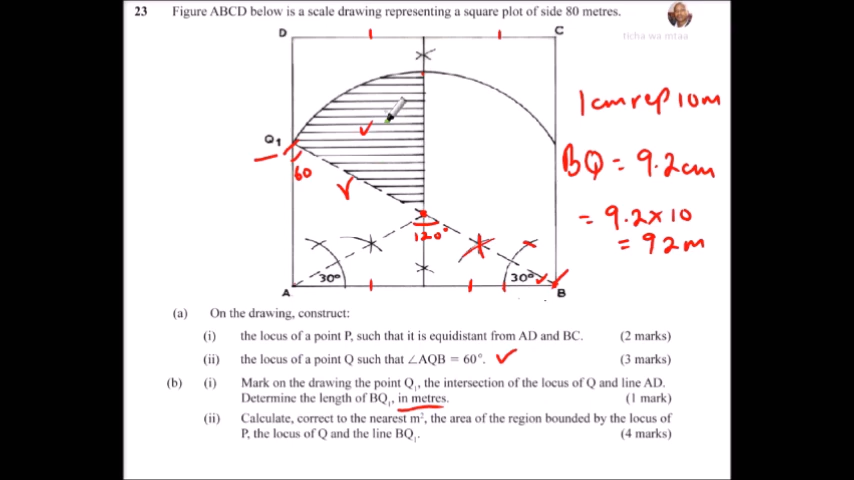 23 Figure ABCD below is a scale drawing representing a square plot of side 80 metres.
ticha wa mtaa
D
C
1cm rep 10m
Q1
60
BQ = 9.2cm
= 9.2 x 10
= 92m
120°
30°
30°
A
B
(a) On the drawing, construct:
(i) the locus of a point P, such that it is equidistant from AD and BC. (2 marks)
(ii) the locus of a point Q such that ∠AQB = 60°. (3 marks)
(b) (i) Mark on the drawing the point Q₁, the intersection of the locus of Q and line AD.
Determine the length of BQ₁, in metres. (1 mark)
(ii) Calculate, correct to the nearest m², the area of the region bounded by the locus of
P, the locus of Q and the line BQ₁. (4 marks)